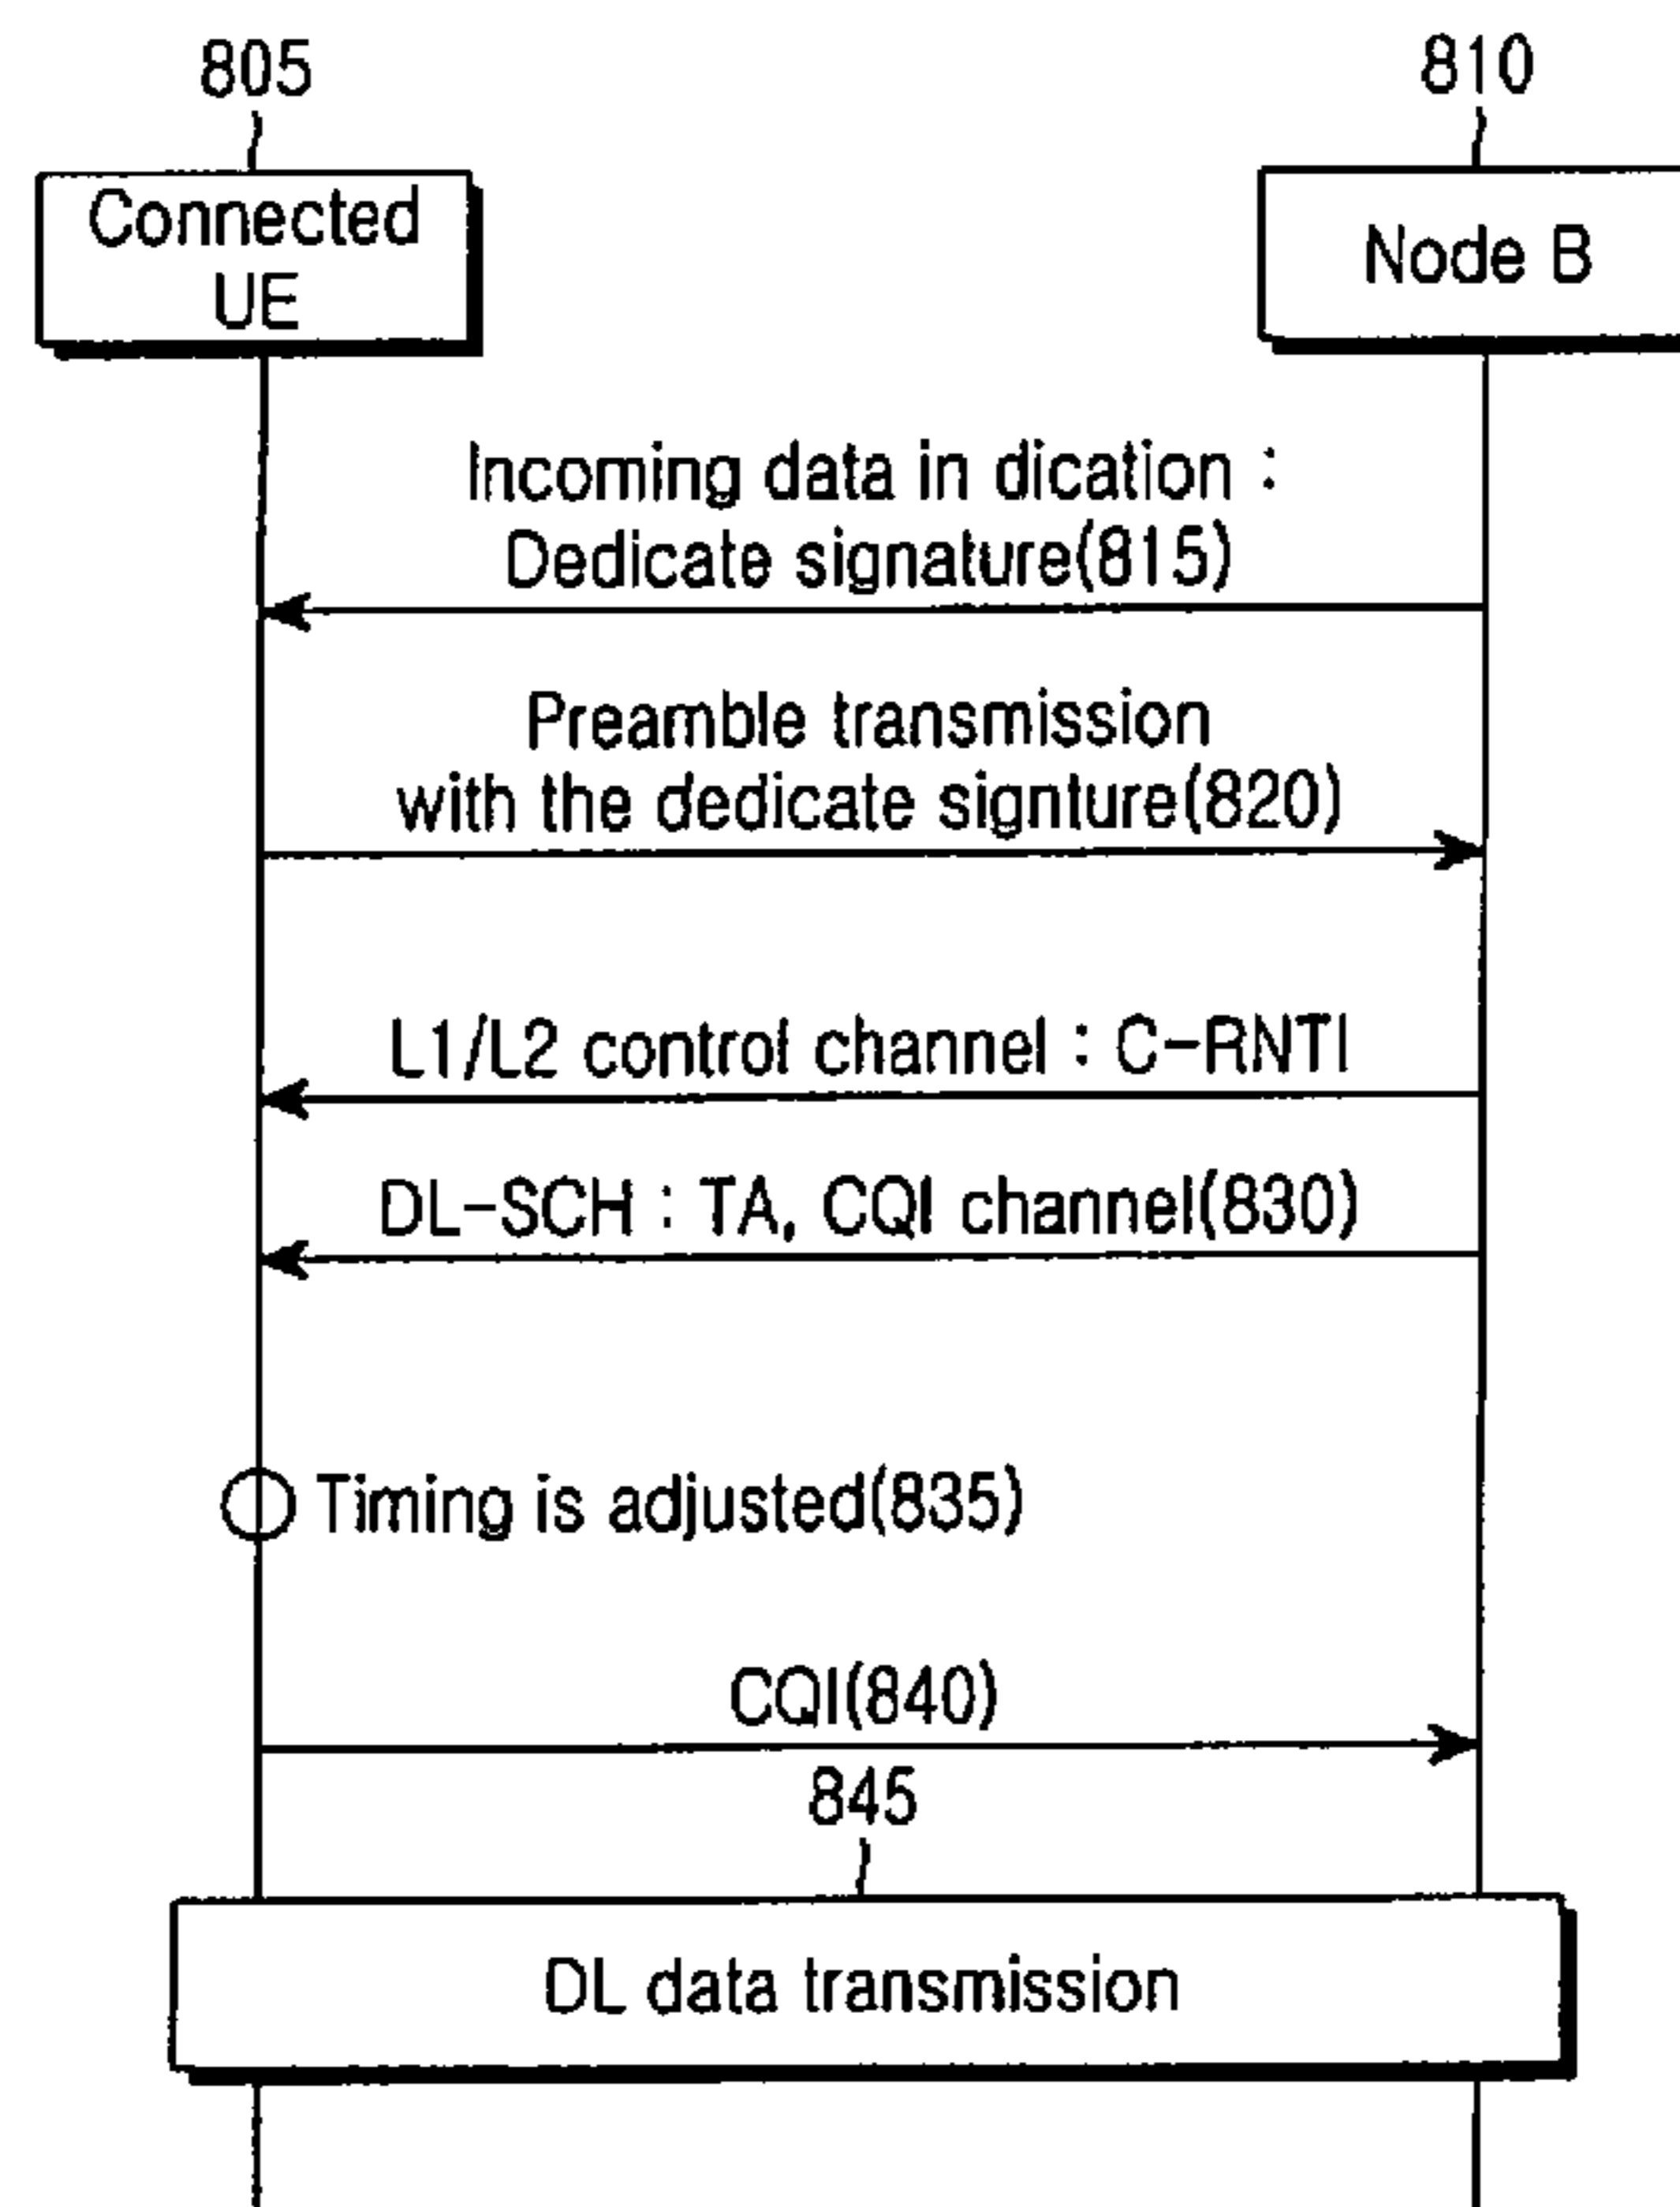 805
810
Connected
UE
Node B
Incoming data in dication :
Dedicate signature(815)
Preamble transmission
with the dedicate signture(820)
L1/L2 control channel : C-RNTI
DL-SCH : TA, CQI channel(830)
Timing is adjusted(835)
CQI(840)
845
DL data transmission